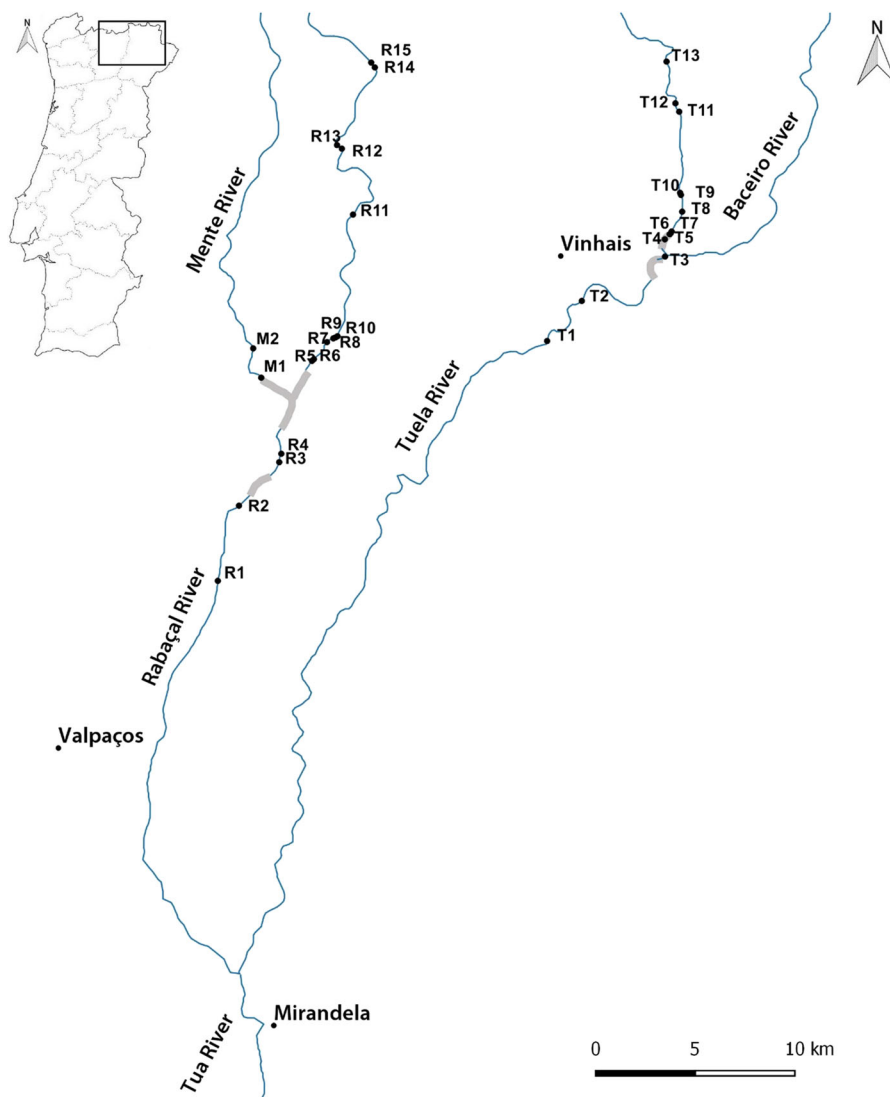 N
N
R15
R14
T13
T12
T11
R13
R12
Mente River
Baceiro River
T10
T9
R11
T8
T6
T7
T4
T5
Vinhais
T3
T2
R9
R10
R7
R8
T1
M2
R5
R6
M1
Tuela River
R4
R3
R2
R1
Rabaçal River
Valpaços
Mirandela
Tua River
0 5 10 km